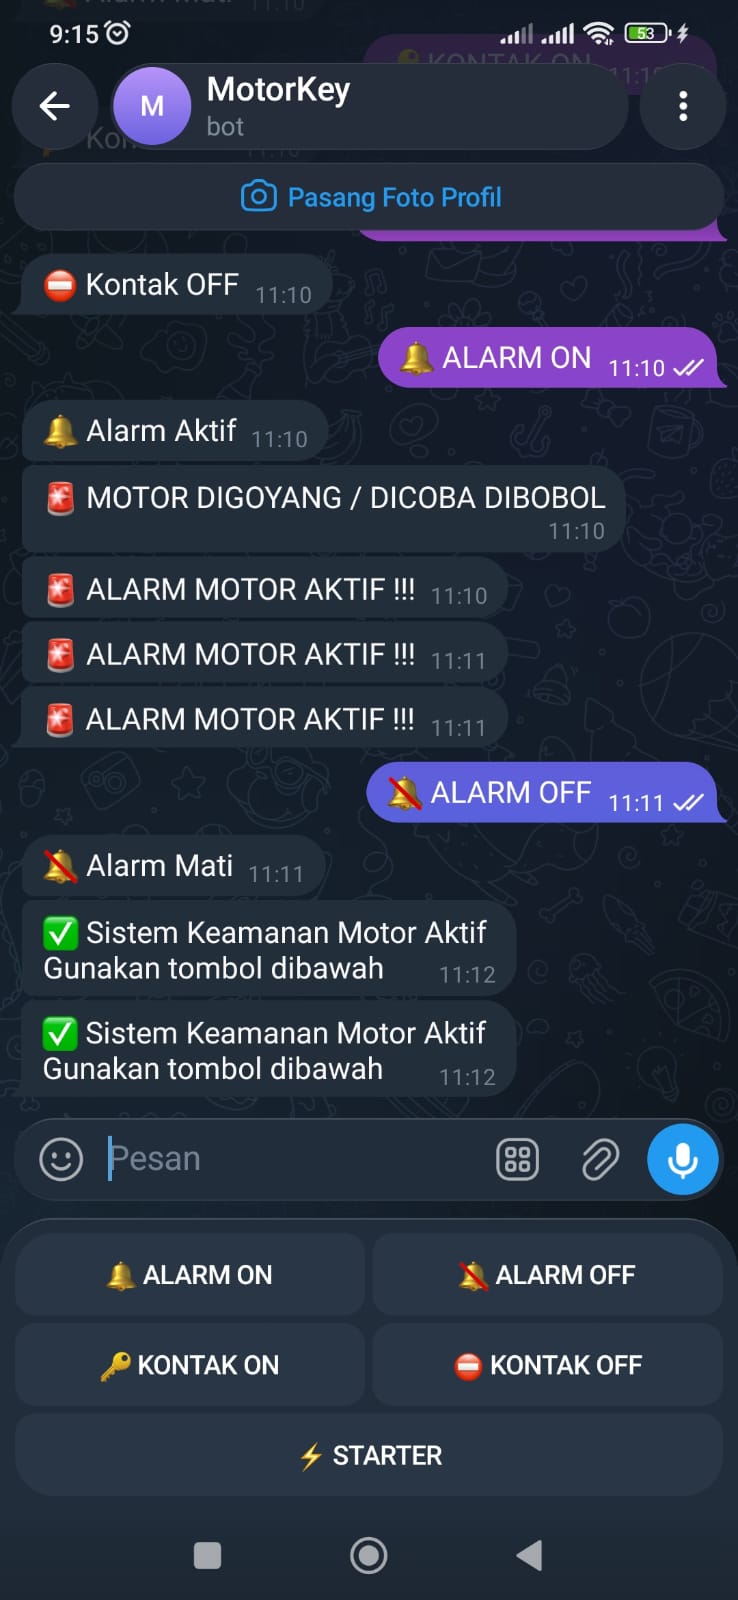 9:15
53
MotorKey
M
bot
Pasang Foto Profil
⛔ Kontak OFF 11:10
🔔 ALARM ON 11:10
🔔 Alarm Aktif 11:10
🚨 MOTOR DIGOYANG / DICOBA DIBOBOL
11:10
🚨 ALARM MOTOR AKTIF !!! 11:10
🚨 ALARM MOTOR AKTIF !!! 11:11
🚨 ALARM MOTOR AKTIF !!! 11:11
🔕 ALARM OFF 11:11
🔕 Alarm Mati 11:11
✅ Sistem Keamanan Motor Aktif
Gunakan tombol dibawah 11:12
✅ Sistem Keamanan Motor Aktif
Gunakan tombol dibawah 11:12
Pesan
🔔 ALARM ON
🔕 ALARM OFF
🔑 KONTAK ON
⛔ KONTAK OFF
⚡ STARTER